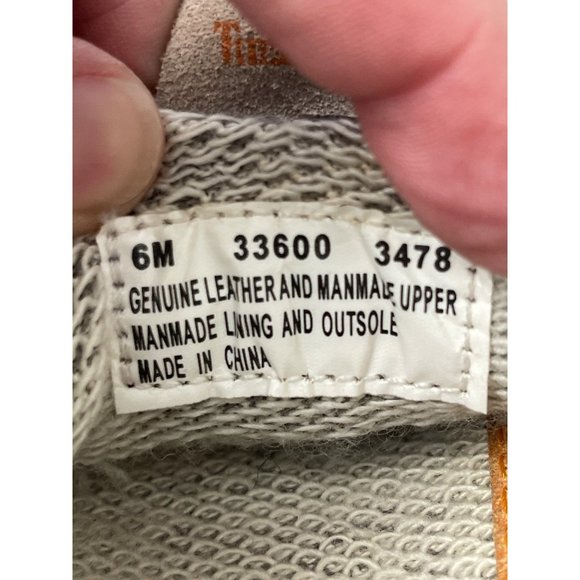 6M 33600 3478
GENUINE LEATHER AND MANMADE UPPER
MANMADE LINING AND OUTSOLE
MADE IN CHINA